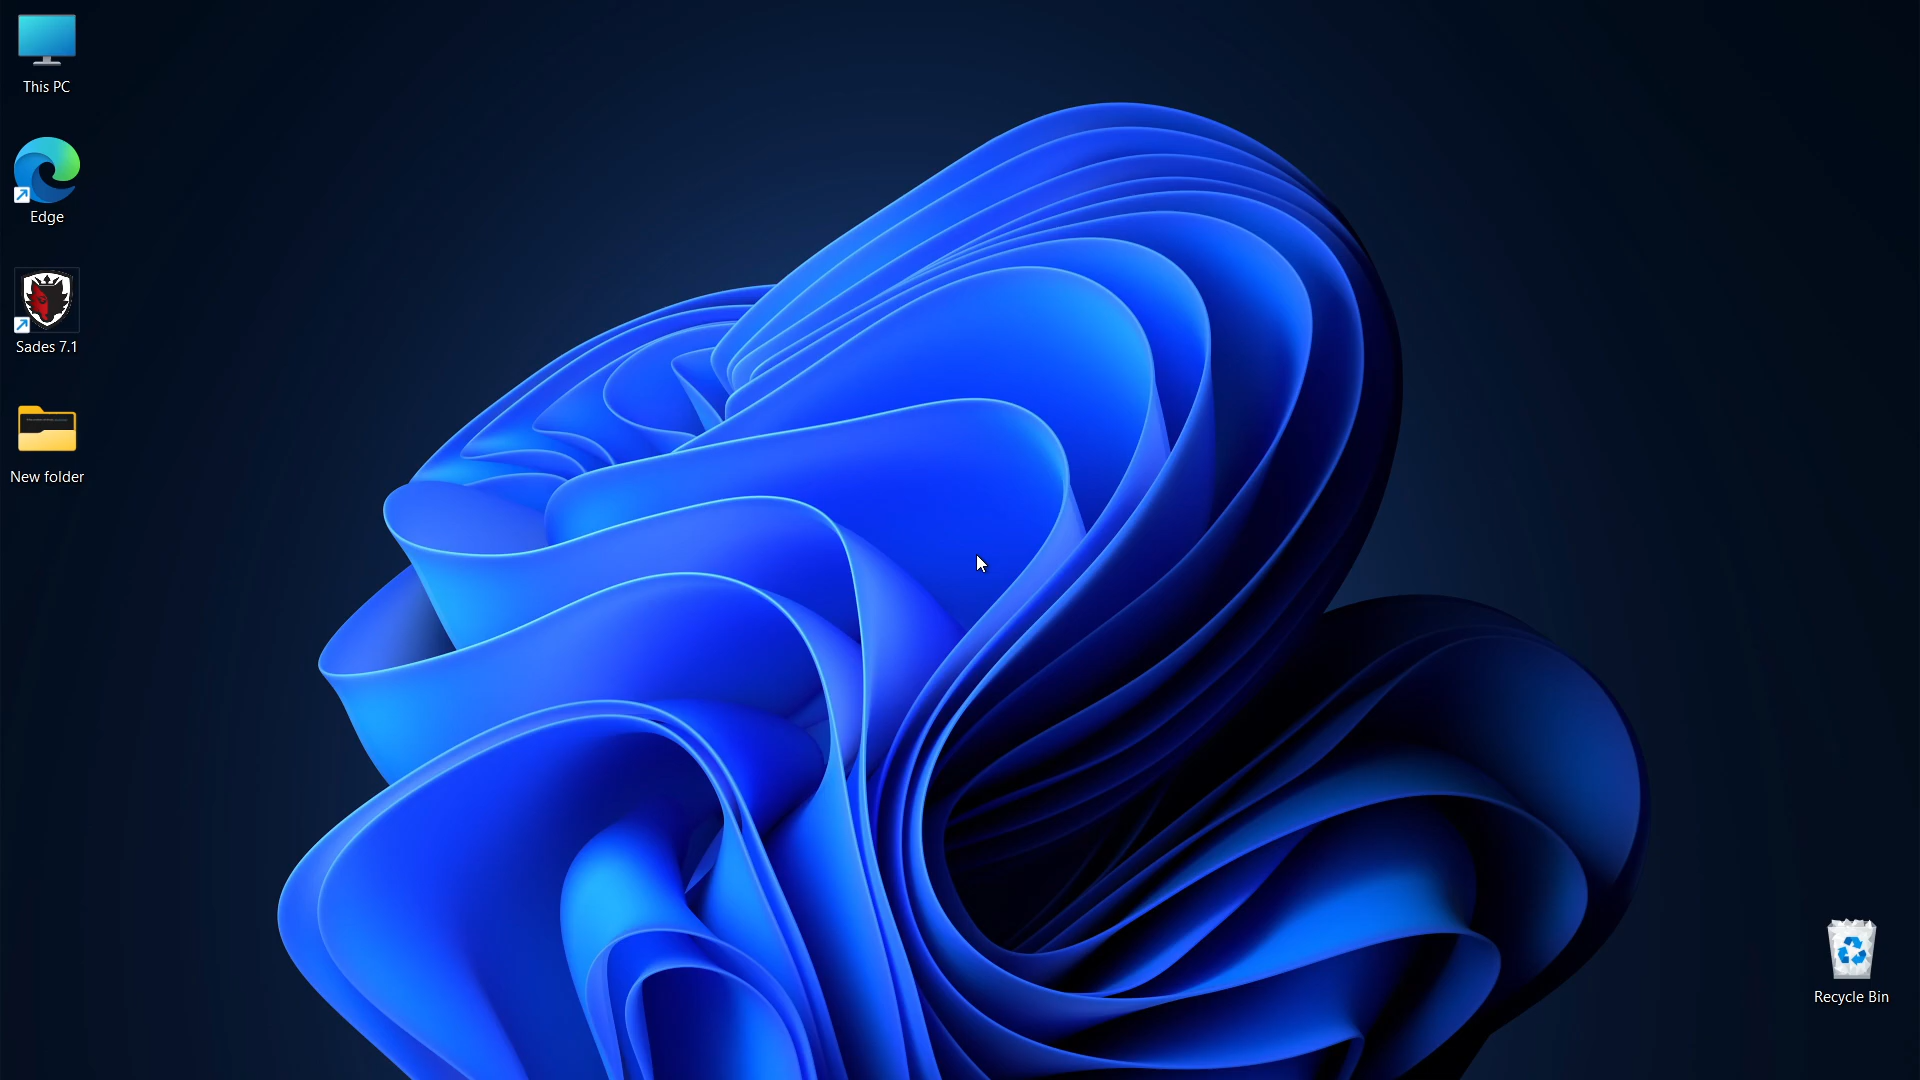 This PC
Edge
Sades 7.1
New folder
Recycle Bin